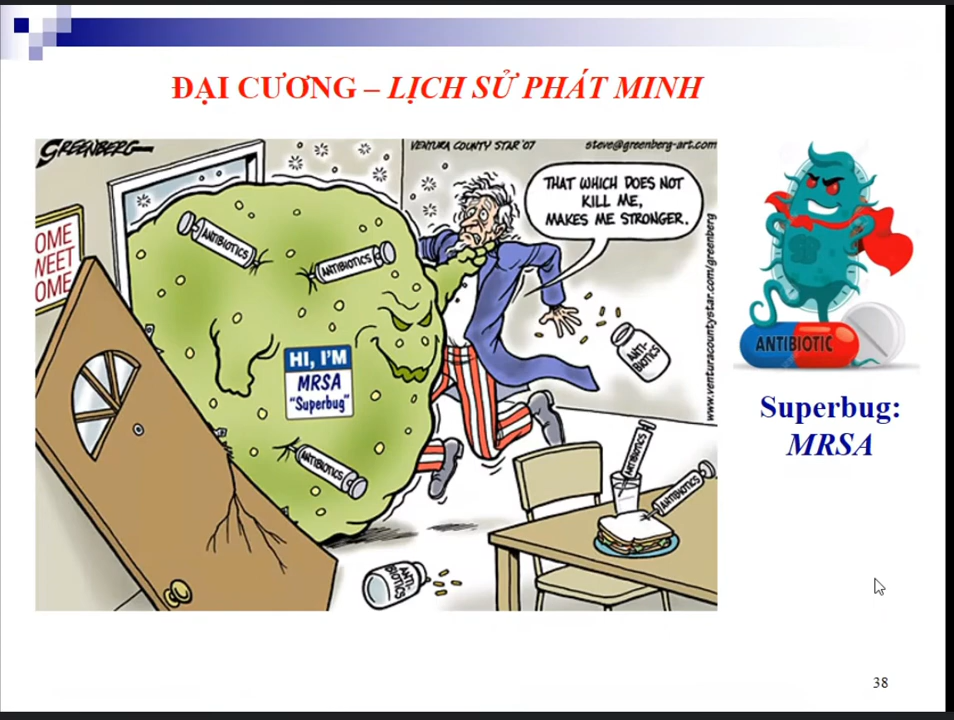 ĐẠI CƯƠNG – LỊCH SỬ PHÁT MINH
GREENBERG
VENTURA COUNTY STAR '07
steve@greenberg-art.com
THAT WHICH DOES NOT
KILL ME,
MAKES ME STRONGER.
OME
WEET
OME
ANTIBIOTICS
ANTIBIOTICS
HI, I'M
MRSA
"Superbug"
ANTIBIOTICS
ANTI-
BIOTICS
ANTI-
BIOTICS
ANTIBIOTICS
ANTIBIOTICS
www.venturacountystar.com/greenberg
ANTIBIOTIC
Superbug:
MRSA
38